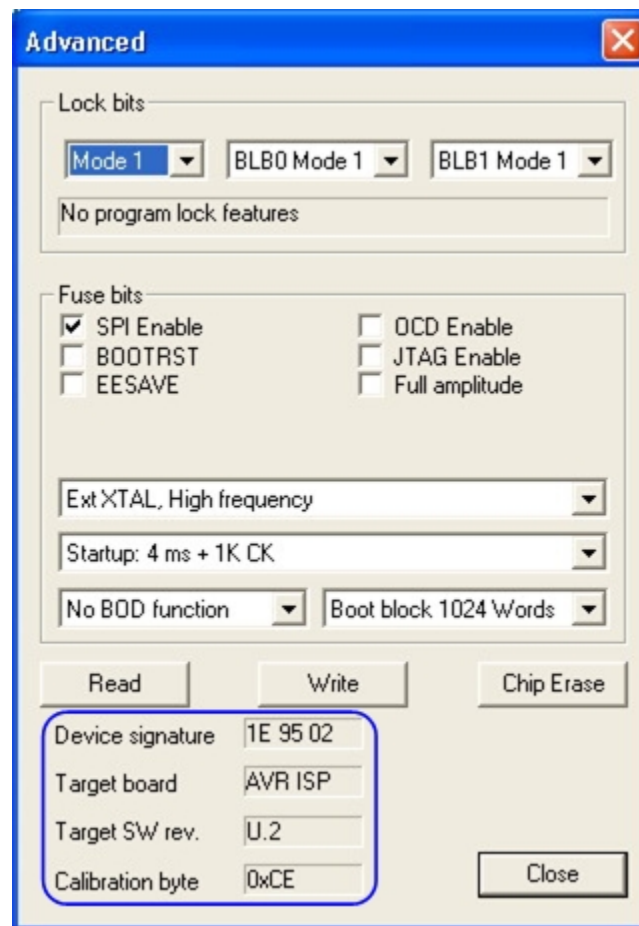 Advanced
Lock bits
Mode 1 BLB0 Mode 1 BLB1 Mode 1
No program lock features
Fuse bits
SPI Enable OCD Enable
BOOTRST JTAG Enable
EESAVE Full amplitude
Ext XTAL, High frequency
Startup: 4 ms + 1K CK
No BOD function Boot block 1024 Words
Read Write Chip Erase
Device signature 1E 95 02
Target board AVR ISP
Target SW rev. U.2
Calibration byte 0xCE
Close